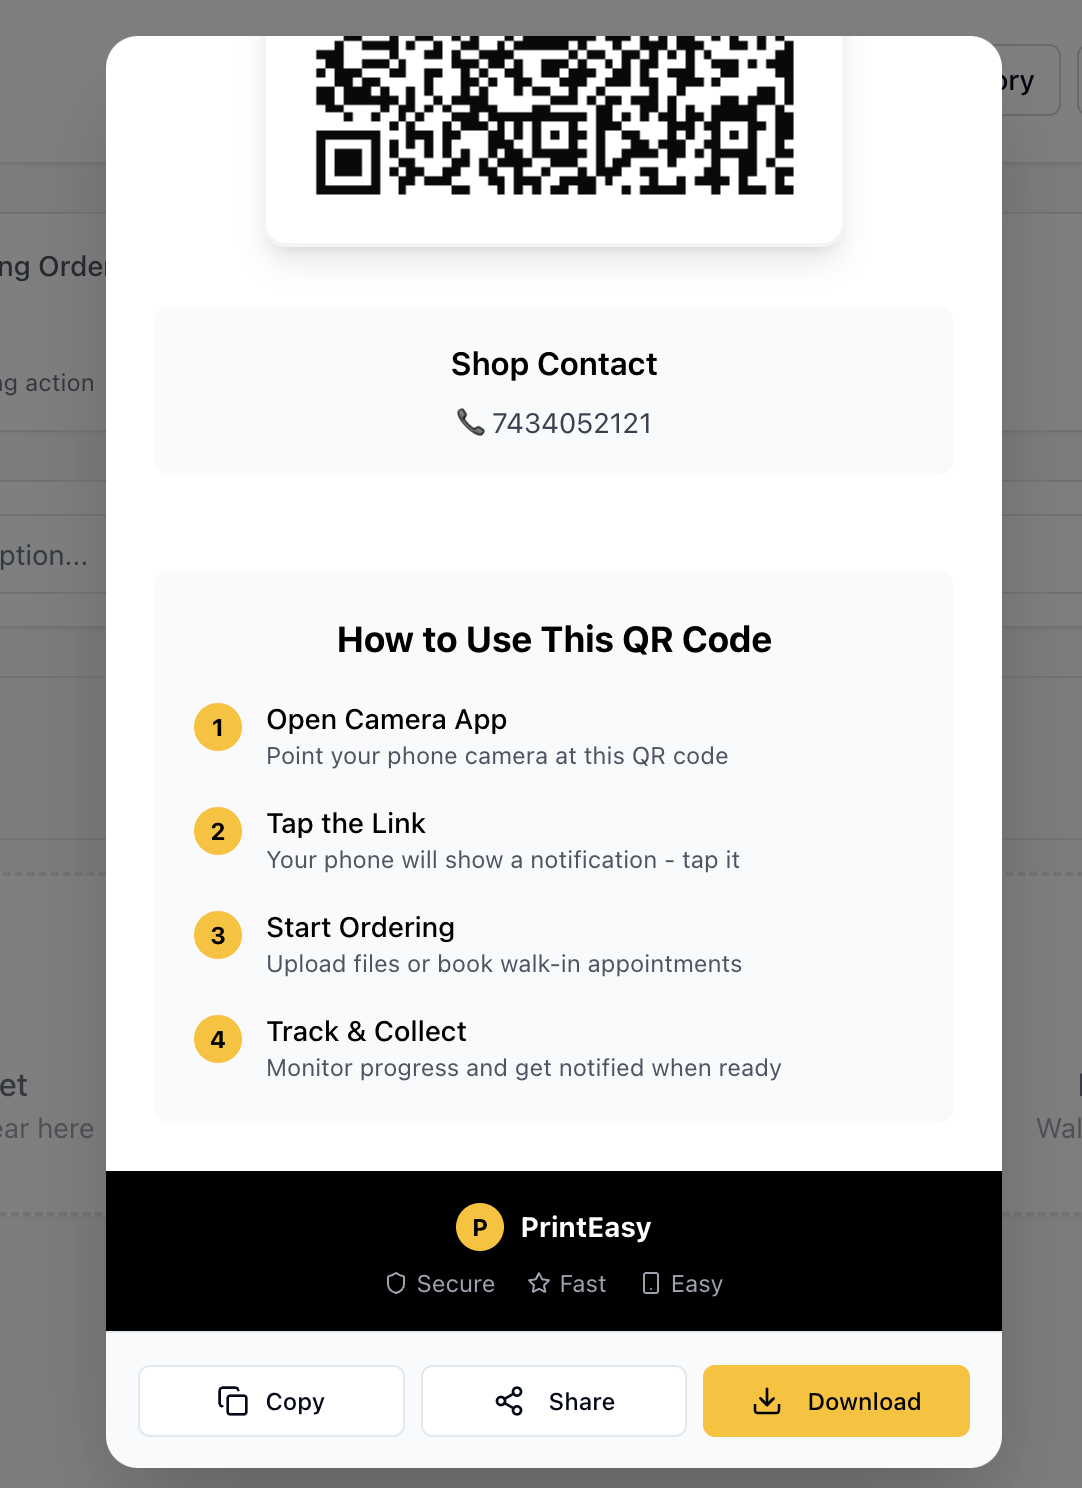 ory
ng Order
Shop Contact
ng action
7434052121
ption...
How to Use This QR Code
1 Open Camera App
Point your phone camera at this QR code
2 Tap the Link
Your phone will show a notification - tap it
3 Start Ordering
Upload files or book walk-in appointments
4 Track & Collect
Monitor progress and get notified when ready
et
ear here
Wal
P PrintEasy
Secure Fast Easy
Copy Share Download